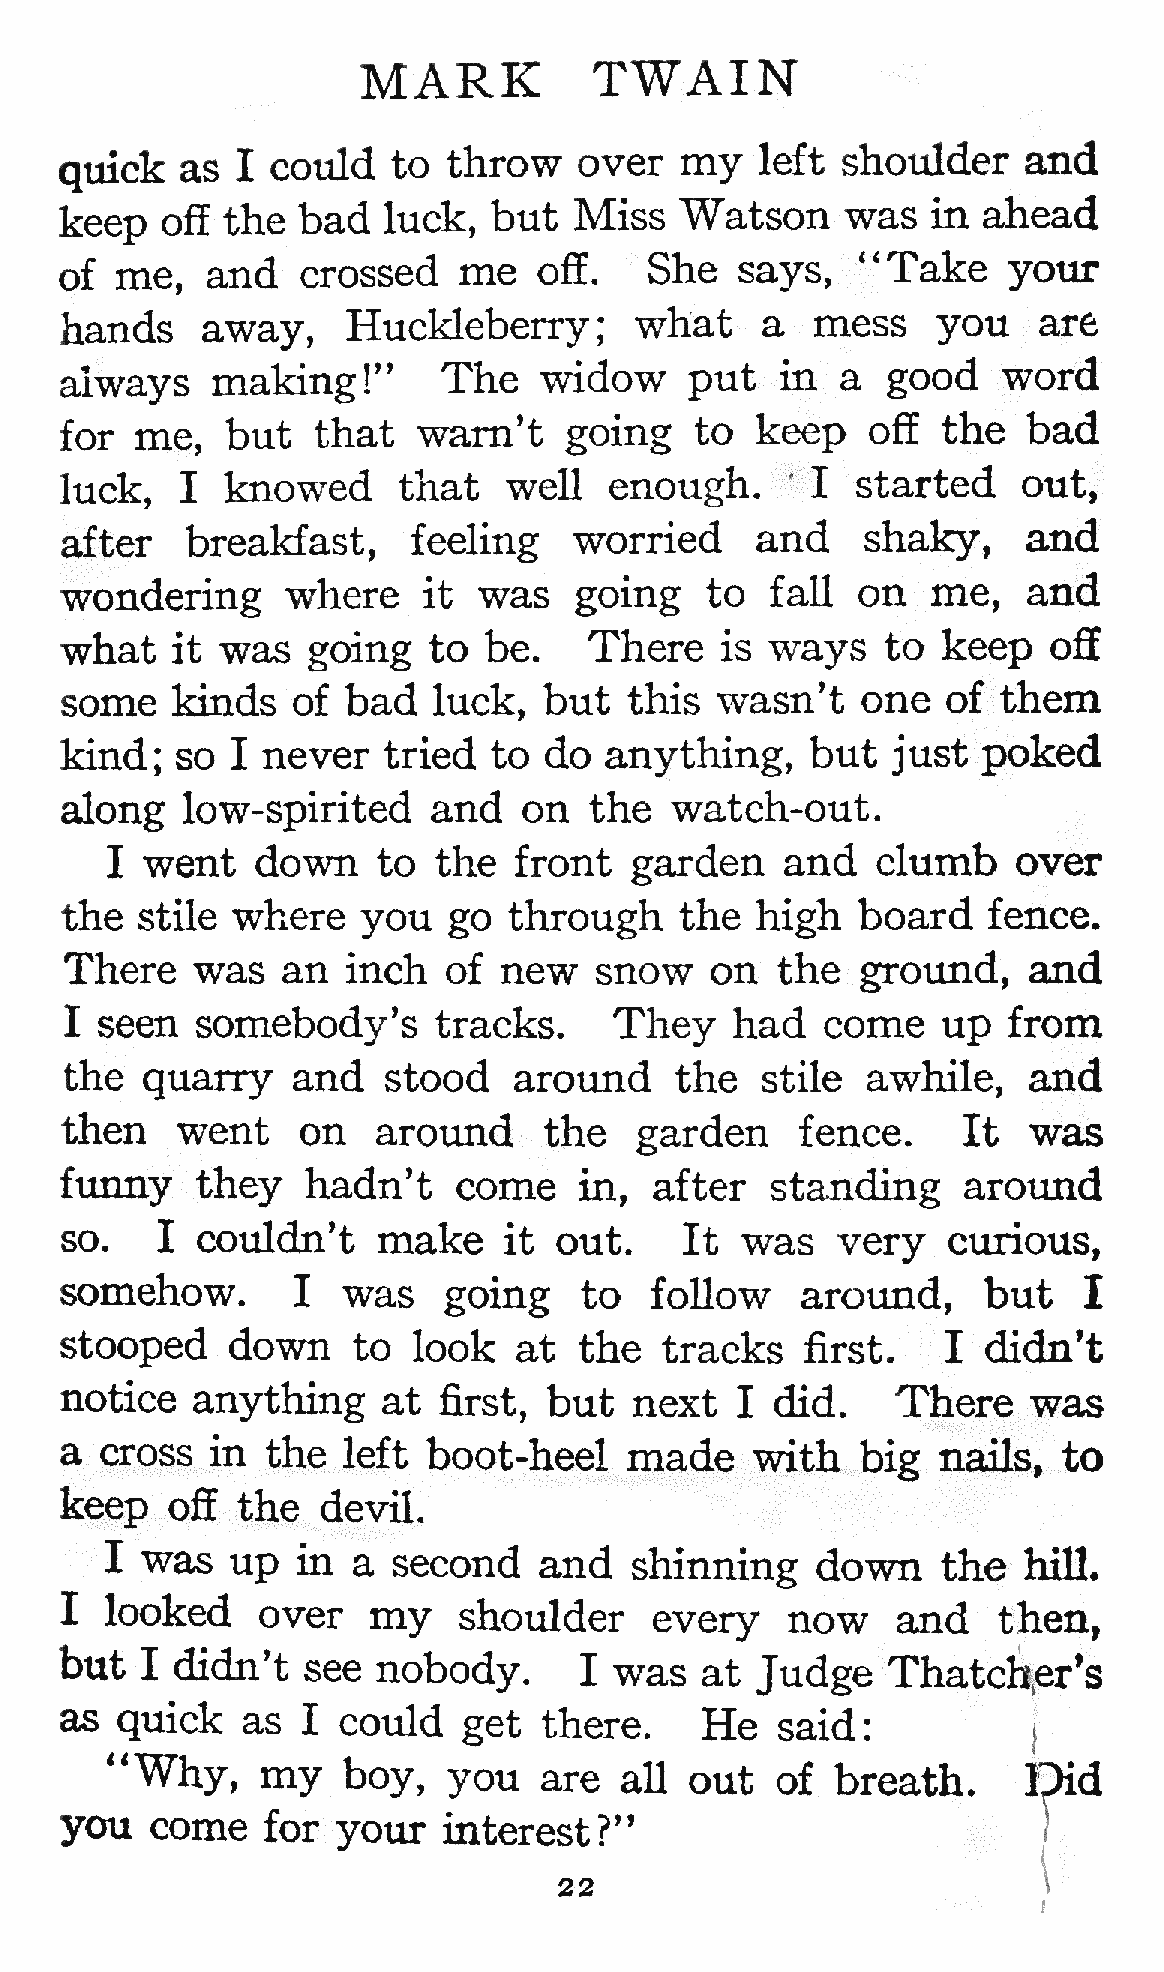 MARK TWAIN
quick as I could to throw over my left shoulder and
keep off the bad luck, but Miss Watson was in ahead
of me, and crossed me off. She says, “Take your
hands away, Huckleberry; what a mess you are
always making!” The widow put in a good word
for me, but that warn’t going to keep off the bad
luck, I knowed that well enough. I started out,
after breakfast, feeling worried and shaky, and
wondering where it was going to fall on me, and
what it was going to be. There is ways to keep off
some kinds of bad luck, but this wasn’t one of them
kind; so I never tried to do anything, but just poked
along low-spirited and on the watch-out.
I went down to the front garden and clumb over
the stile where you go through the high board fence.
There was an inch of new snow on the ground, and
I seen somebody’s tracks. They had come up from
the quarry and stood around the stile awhile, and
then went on around the garden fence. It was
funny they hadn’t come in, after standing around
so. I couldn’t make it out. It was very curious,
somehow. I was going to follow around, but I
stooped down to look at the tracks first. I didn’t
notice anything at first, but next I did. There was
a cross in the left boot-heel made with big nails, to
keep off the devil.
I was up in a second and shinning down the hill.
I looked over my shoulder every now and then,
but I didn’t see nobody. I was at Judge Thatcher’s
as quick as I could get there. He said:
“Why, my boy, you are all out of breath. Did
you come for your interest?”
22